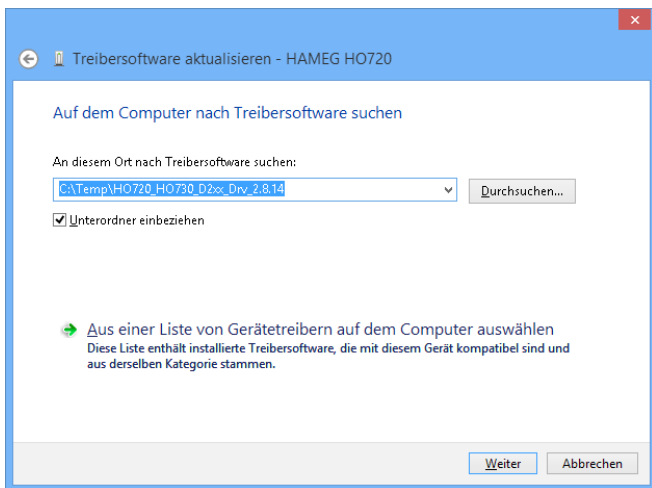 Treibersoftware aktualisieren - HAMEG HO720
Auf dem Computer nach Treibersoftware suchen
An diesem Ort nach Treibersoftware suchen:
C:\Temp\HO720_HO730_D2xx_Drv_2.8.14
Durchsuchen...
Unterordner einbeziehen
Aus einer Liste von Gerätetreibern auf dem Computer auswählen
Diese Liste enthält installierte Treibersoftware, die mit diesem Gerät kompatibel sind und
aus derselben Kategorie stammen.
Weiter
Abbrechen